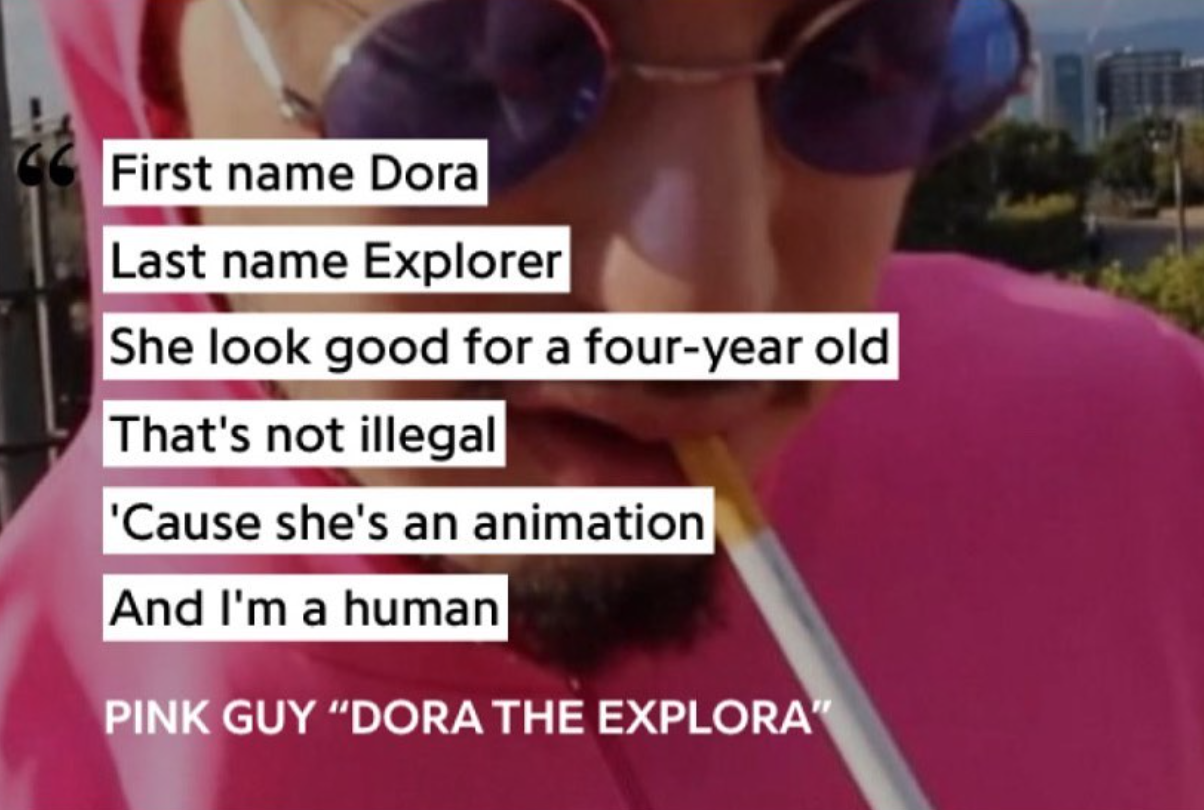 “ First name Dora
Last name Explorer
She look good for a four-year old
That's not illegal
'Cause she's an animation
And I'm a human
PINK GUY “DORA THE EXPLORA”